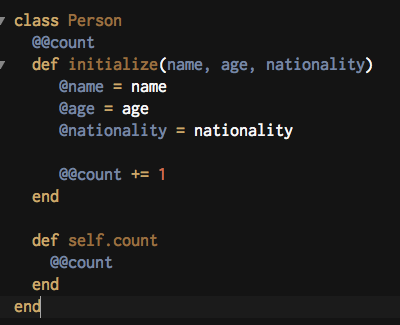 class Person
  @@count
  def initialize(name, age, nationality)
     @name = name
     @age = age
     @nationality = nationality

     @@count += 1
  end

  def self.count
    @@count
  end
end